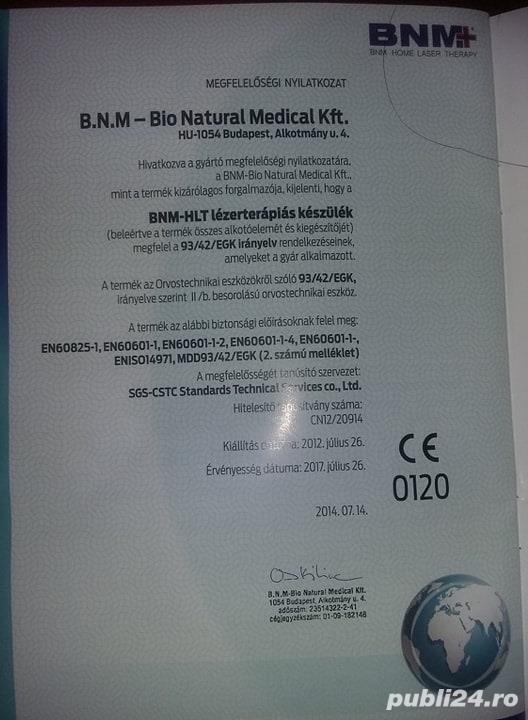 BNM+
BNM HOME LASER THERAPY
MEGFELELŐSÉGI NYILATKOZAT
B.N.M – Bio Natural Medical Kft.
HU-1054 Budapest, Alkotmány u. 4.
Hivatkozva a gyártó megfelelőségi nyilatkozatára,
a BNM-Bio Natural Medical Kft.,
mint a termék kizárólagos forgalmazója, kijelenti, hogy a
BNM-HLT lézerterápiás készülék
(beleértve a termék összes alkotóelemét és kiegészítőjét)
megfelel a 93/42/EGK irányelv rendelkezéseinek,
amelyeket a gyár alkalmazott.
A termék az Orvostechnikai eszközökről szóló 93/42/EGK,
irányelve szerint II/b. besorolású orvostechnikai eszköz.
A termék az alábbi biztonsági előírásoknak felel meg:
EN60825-1, EN60601-1, EN60601-1-2, EN60601-1-4, EN60601-1-,
ENISO14971, MDD93/42/EGK (2. számú melléklet)
A megfelelőségét tanúsító szervezet:
SGS-CSTC Standards Technical Services co., Ltd.
Hitelesítő tanúsítvány száma:
CN12/20914
Kiállítás dátuma: 2012. július 26.
Érvényesség dátuma: 2017. július 26.
CE
0120
2014. 07. 14.
B.N.M-Bio Natural Medical Kft.
1054 Budapest, Alkotmány u. 4.
adószám: 23514322-2-41
cégjegyzékszám: 01-09-182148
publi24.ro